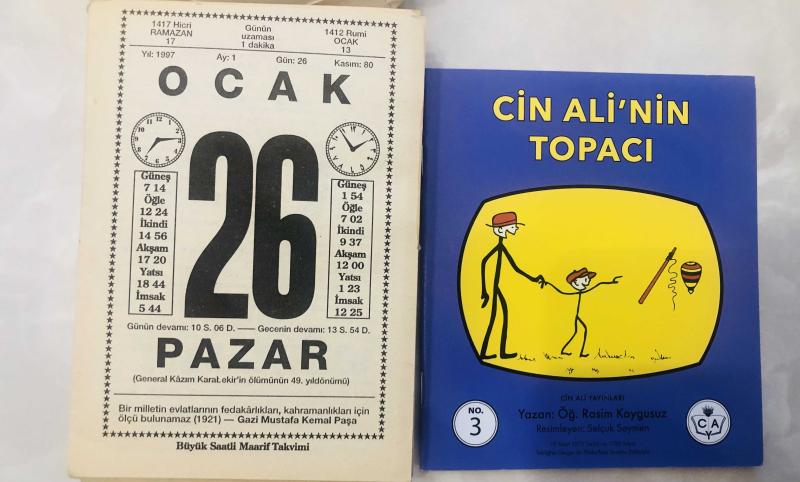 1417 Hicri
RAMAZAN
17
Günün
uzaması
1 dakika
1412 Rumi
OCAK
13
Yıl: 1997 Ay: 1 Gün: 26 Kasım: 80
OCAK
26
Güneş
7 14
Öğle
12 24
İkindi
14 56
Akşam
17 20
Yatsı
18 44
İmsak
5 44
Güneş
1 54
Öğle
7 02
İkindi
9 37
Akşam
12 00
Yatsı
1 23
İmsak
12 25
Günün devamı: 10 S. 06 D. — Gecenin devamı: 13 S. 54 D.
PAZAR
(General Kâzım Karabekir'in ölümünün 49. yıldönümü)
Bir milletin evlatlarının fedakârlıkları, kahramanlıkları için
ölçü bulunamaz (1921) — Gazi Mustafa Kemal Paşa
Büyük Saatli Maarif Takvimi
CİN ALİ'NİN
TOPACI
CİN ALİ YAYINLARI
NO.
3
Yazan: Öğ. Rasim Kaygusuz
Resimleyen: Selçuk Seymen
C A